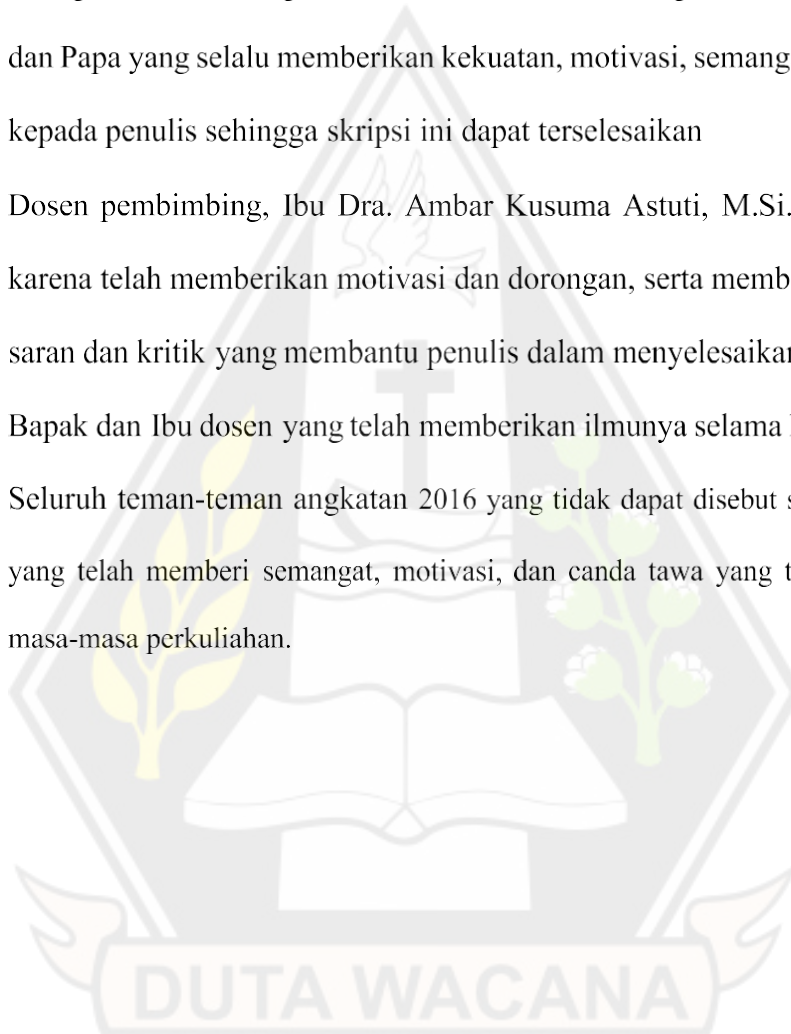 dan Papa yang selalu memberikan kekuatan, motivasi, semang
kepada penulis sehingga skripsi ini dapat terselesaikan
Dosen pembimbing, Ibu Dra. Ambar Kusuma Astuti, M.Si.
karena telah memberikan motivasi dan dorongan, serta memb
saran dan kritik yang membantu penulis dalam menyelesaikan
Bapak dan Ibu dosen yang telah memberikan ilmunya selama
Seluruh teman-teman angkatan 2016 yang tidak dapat disebut s
yang telah memberi semangat, motivasi, dan canda tawa yang t
masa-masa perkuliahan.
DUTA WACANA